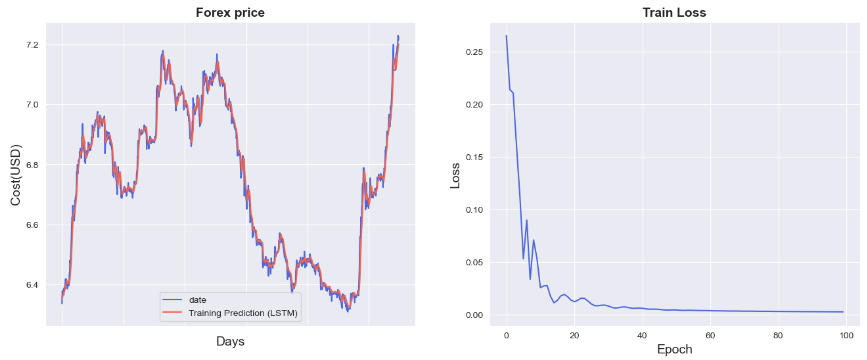 Forex price
Cost(USD)
7.2
7.0
6.8
6.6
6.4
date
Training Prediction (LSTM)
Days
Train Loss
Loss
0.25
0.20
0.15
0.10
0.05
0.00
0 20 40 60 80 100
Epoch